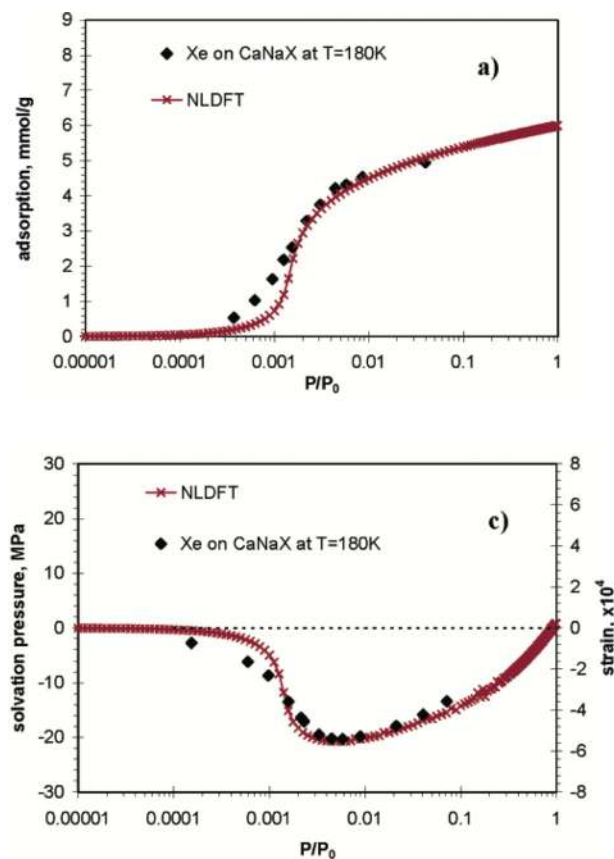 9
8
7
6
5
4
3
2
1
0
adsorption, mmol/g
Xe on CaNaX at T=180K
a)
NLDFT
0.00001 0.0001 0.001 0.01 0.1 1
P/P0
30
20
10
0
-10
-20
-30
solvation pressure, MPa
NLDFT
Xe on CaNaX at T=180K
c)
8
6
4
2
0
-2
-4
-6
-8
strain, x10⁴
0.00001 0.0001 0.001 0.01 0.1 1
P/P0